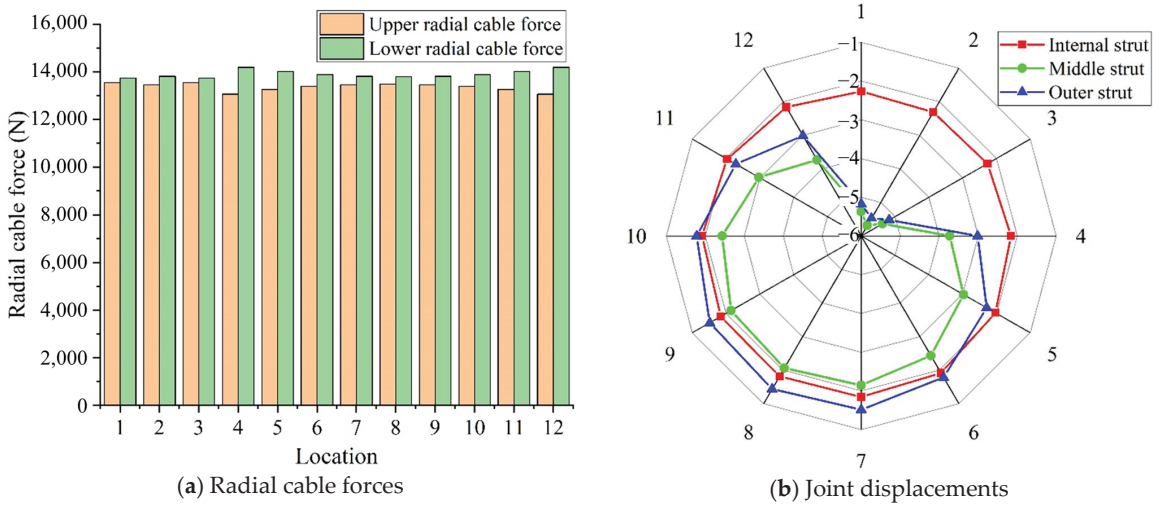 16,000
14,000
12,000
10,000
8,000
6,000
4,000
2,000
0
Radial cable force (N)
Upper radial cable force
Lower radial cable force
1 2 3 4 5 6 7 8 9 10 11 12
Location
(a) Radial cable forces
1
2
3
4
5
6
7
8
9
10
11
12
−1
−2
−3
−4
−5
−6
Internal strut
Middle strut
Outer strut
(b) Joint displacements